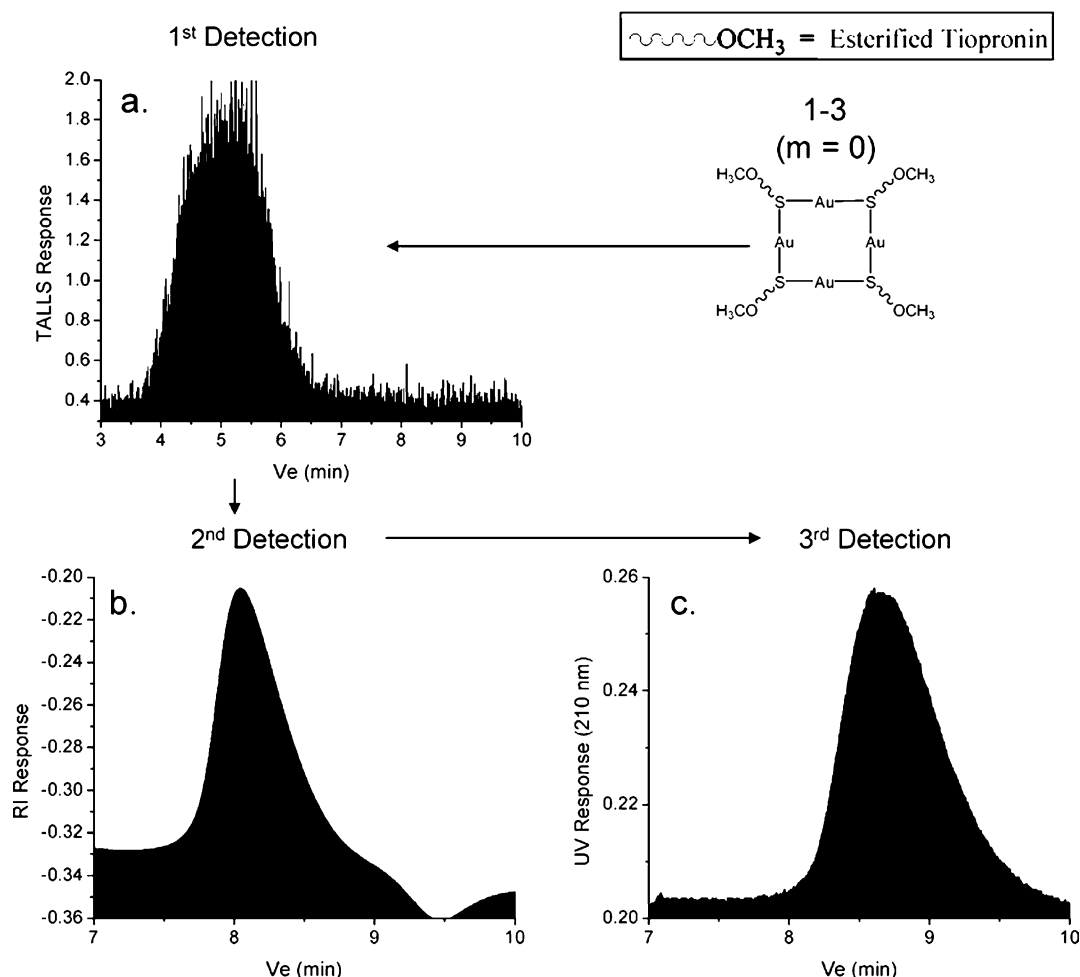 1st Detection
OCH3 = Esterified Tiopronin
a.
TALLS Response
2.0
1.8
1.6
1.4
1.2
1.0
0.8
0.6
0.4
3 4 5 6 7 8 9 10
Ve (min)
1-3
(m = 0)
H3CO OCH3
S Au S
Au Au
S Au S
H3CO OCH3
2nd Detection
3rd Detection
b.
RI Response
-0.20
-0.22
-0.24
-0.26
-0.28
-0.30
-0.32
-0.34
-0.36
7 8 9 10
Ve (min)
c.
UV Response (210 nm)
0.26
0.24
0.22
0.20
7 8 9 10
Ve (min)